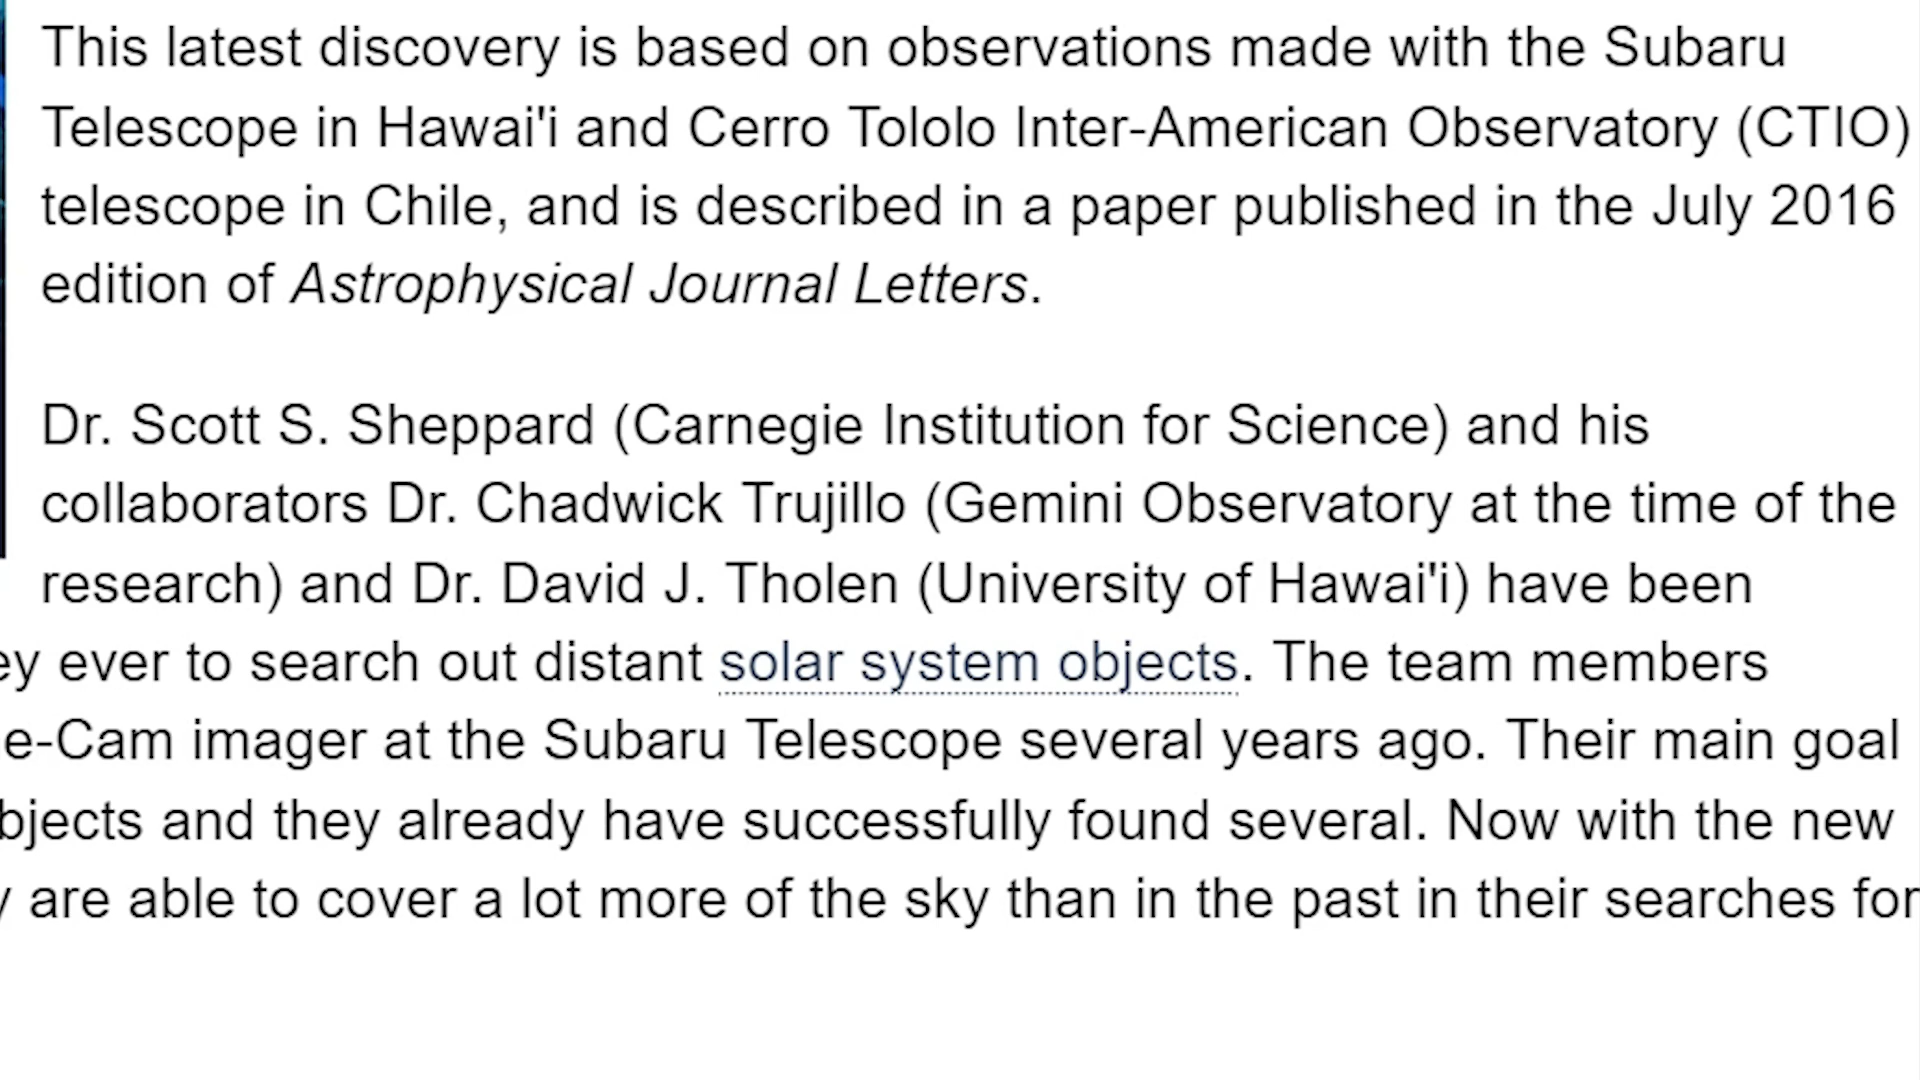 This latest discovery is based on observations made with the Subaru
Telescope in Hawai'i and Cerro Tololo Inter-American Observatory (CTIO)
telescope in Chile, and is described in a paper published in the July 2016
edition of Astrophysical Journal Letters.
Dr. Scott S. Sheppard (Carnegie Institution for Science) and his
collaborators Dr. Chadwick Trujillo (Gemini Observatory at the time of the
research) and Dr. David J. Tholen (University of Hawai'i) have been
ey ever to search out distant solar system objects. The team members
e-Cam imager at the Subaru Telescope several years ago. Their main goal
bjects and they already have successfully found several. Now with the new
y are able to cover a lot more of the sky than in the past in their searches for